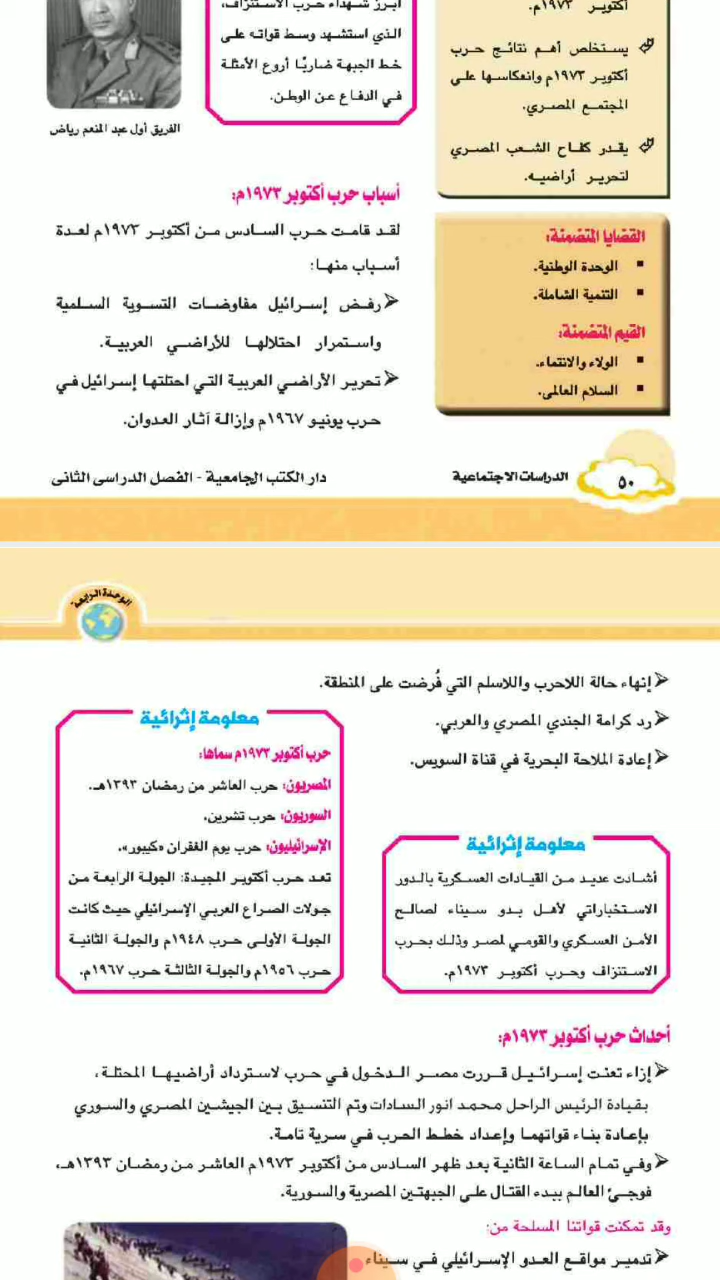 أكتوبر ١٩٧٣م.
يستخلص أهم نتائج حرب
أكتوبر ١٩٧٣م وانعكاسها على
المجتمع المصري.
يقدر كفاح الشعب المصري
لتحرير أراضيه.
القضايا المتضمنة:
الوحدة الوطنية.
التنمية الشاملة.
القيم المتضمنة:
الولاء والانتماء.
السلام العالمى.
أبرز شهداء حرب الاستنزاف،
الذي استشهد وسط قواته على
خط الجبهة ضاربًا أروع الأمثلة
في الدفاع عن الوطن.
الفريق أول عبد المنعم رياض
أسباب حرب أكتوبر ١٩٧٣م:
لقد قامت حرب السادس من أكتوبر ١٩٧٣م لعدة
أسباب منها:
رفض إسرائيل مفاوضات التسوية السلمية
واستمرار احتلالها للأراضي العربية.
تحرير الأراضي العربية التي احتلتها إسرائيل في
حرب يونيو ١٩٦٧م وإزالة آثار العدوان.
٥٠
الدراسات الاجتماعية
دار الكتب الجامعية - الفصل الدراسى الثانى
الوحدة الرابعة
إنهاء حالة اللاحرب واللاسلم التي فُرضت على المنطقة.
رد كرامة الجندي المصري والعربي.
إعادة الملاحة البحرية في قناة السويس.
معلومة إثرائية
أشادت عديد من القيادات العسكرية بالدور
الاستخباراتي لأهل بدو سيناء لصالح
الأمن العسكري والقومي لمصر وذلك بحرب
الاستنزاف وحرب أكتوبر ١٩٧٣م.
معلومة إثرائية
حرب أكتوبر ١٩٧٣م سماها:
المصريون: حرب العاشر من رمضان ١٣٩٣هـ.
السوريون: حرب تشرين.
الإسرائيليون: حرب يوم الغفران «كيبور».
تعد حرب أكتوبر المجيدة: الجولة الرابعة من
جولات الصراع العربي الإسرائيلي حيث كانت
الجولة الأولى حرب ١٩٤٨م والجولة الثانية
حرب ١٩٥٦م والجولة الثالثة حرب ١٩٦٧م.
أحداث حرب أكتوبر ١٩٧٣م:
إزاء تعنت إسرائيل قررت مصر الدخول في حرب لاسترداد أراضيها المحتلة،
بقيادة الرئيس الراحل محمد انور السادات وتم التنسيق بين الجيشين المصري والسوري
بإعادة بناء قواتهما وإعداد خطط الحرب في سرية تامة.
وفي تمام الساعة الثانية بعد ظهر السادس من أكتوبر ١٩٧٣م العاشر من رمضان ١٣٩٣هـ،
فوجئ العالم ببدء القتال على الجبهتين المصرية والسورية.
وقد تمكنت قواتنا المسلحة من:
تدمير مواقع العدو الإسرائيلي في سيناء